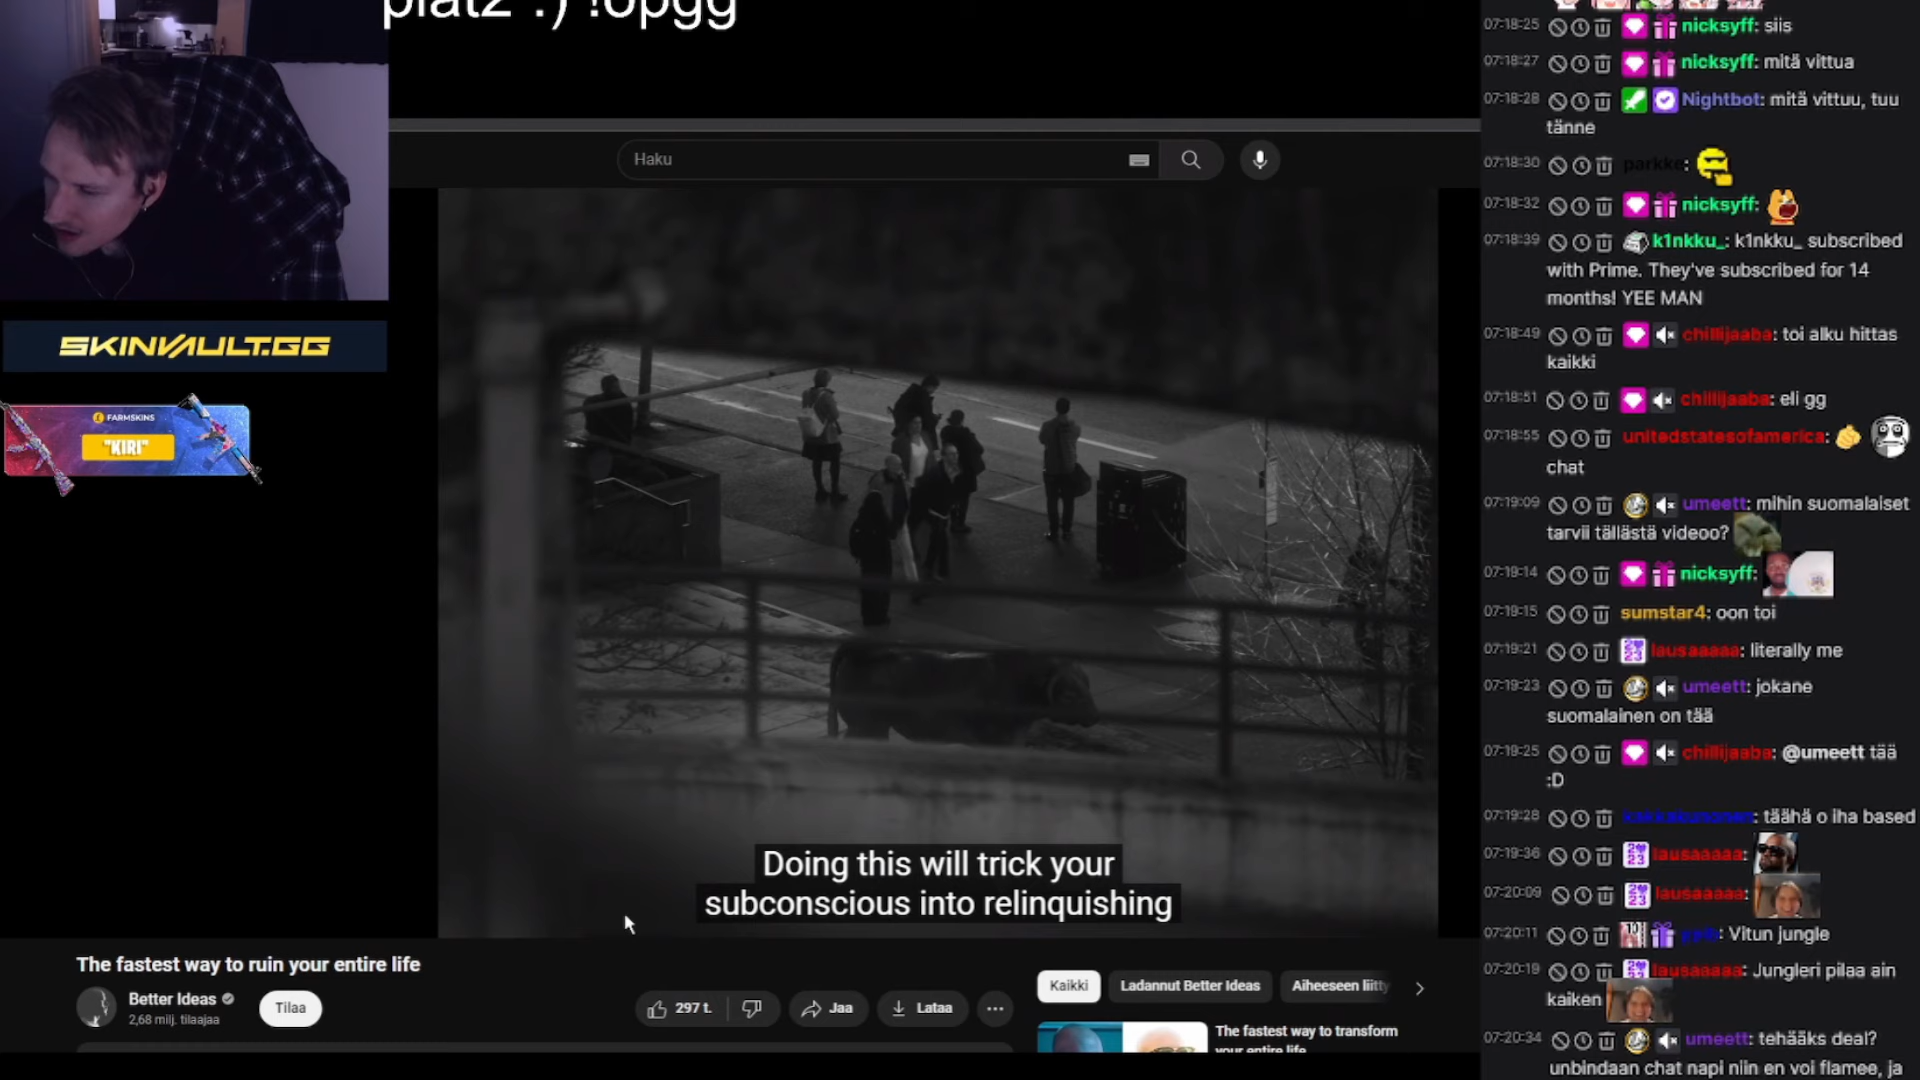 plat2 :) !opgg
SKINVAULT.GG
FARMSKINS
"KIRI"
Haku
Doing this will trick your
subconscious into relinquishing
The fastest way to ruin your entire life
Better Ideas
2,68 milj. tilaajaa
Tilaa
297 t.
Jaa
Lataa
Kaikki
Ladannut Better Ideas
Aiheeseen liitty
The fastest way to transform
your entire life
07:18:25 nicksyff: siis
07:18:27 nicksyff: mitä vittua
07:18:28 Nightbot: mitä vittuu, tuu
tänne
07:18:30 parkke:
07:18:32 nicksyff:
07:18:39 k1nkku_: k1nkku_ subscribed
with Prime. They've subscribed for 14
months! YEE MAN
07:18:49 chillijaaba: toi alku hittas
kaikki
07:18:51 chillijaaba: eli gg
07:18:55 unitedstatesofamerica:
chat
07:19:09 umeett: mihin suomalaiset
tarvii tällästä videoo?
07:19:14 nicksyff:
07:19:15 sumstar4: oon toi
07:19:21 lausaaaaa: literally me
07:19:23 umeett: jokane
suomalainen on tää
07:19:25 chillijaaba: @umeett tää
:D
07:19:28 täähä o iha based
07:19:36 lausaaaaa:
07:20:09 lausaaaaa:
07:20:11 Vitun jungle
07:20:19 lausaaaaa: Jungleri pilaa ain
kaiken
07:20:34 umeett: tehääks deal?
unbindaan chat napi niin en voi flamee, ja